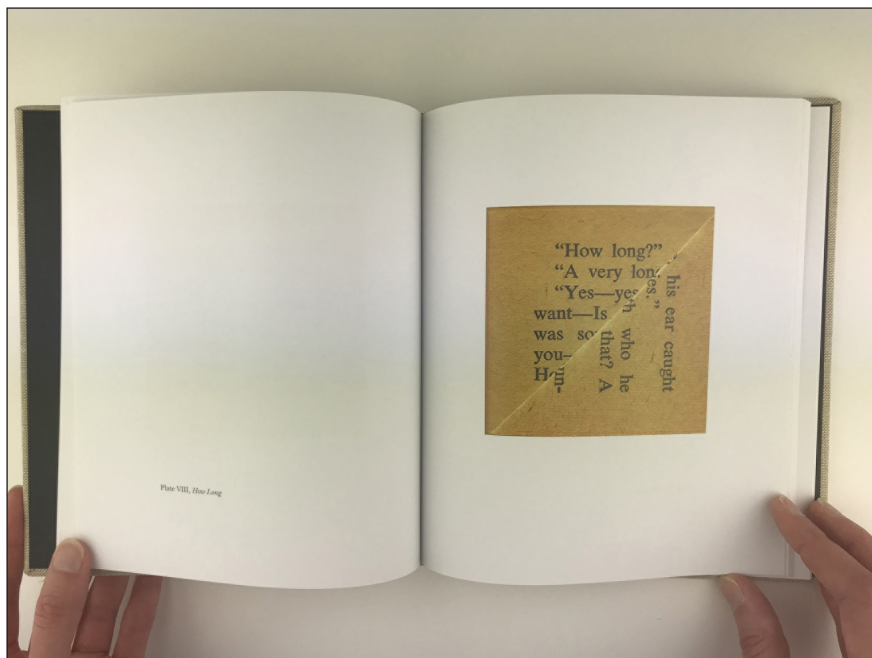 Plate VIII, How Long
“How long?”
“A very lon
“Yes—yes
want—Is
was so
you—
his ear caught
es.”
who he
that? A